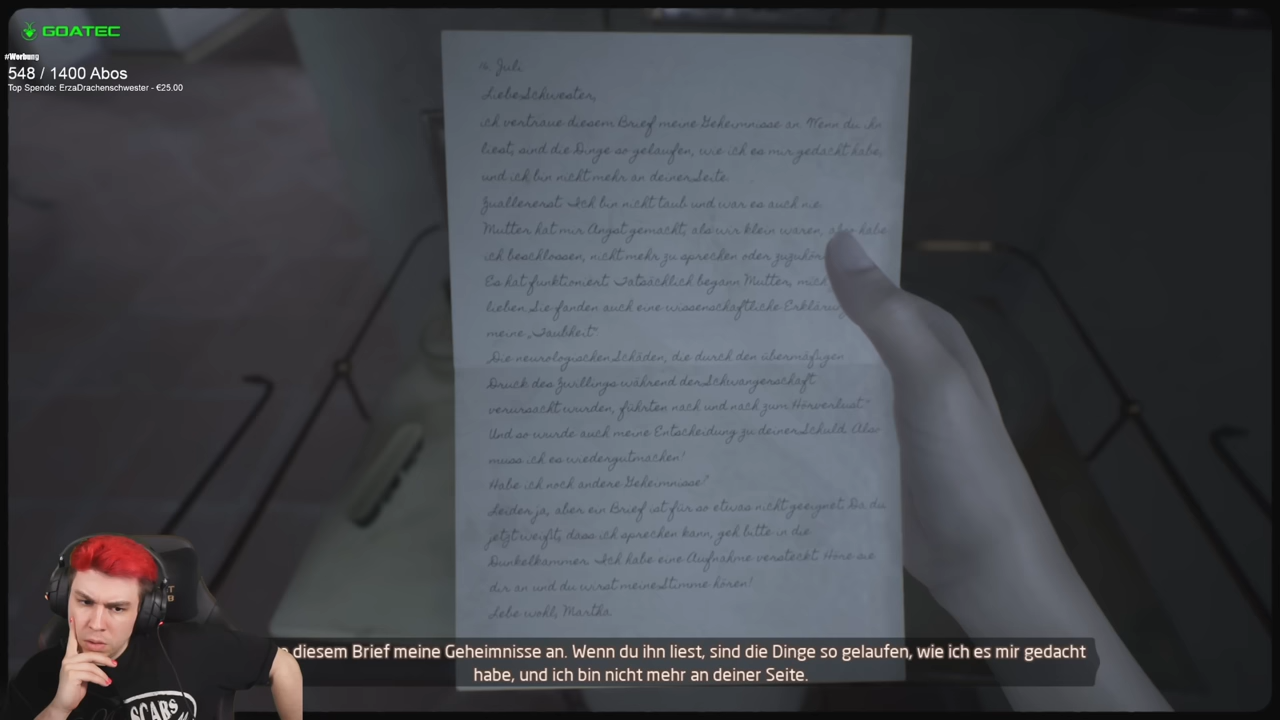 GOATEC
#Werbung
548 / 1400 Abos
Top Spende: ErzaDrachenschwester - €25.00
Juli
Liebe Schwester,
ich vertraue diesem Brief meine Geheimnisse an. Wenn du ihn
liest, sind die Dinge so gelaufen, wie ich es mir gedacht habe,
und ich bin nicht mehr an deiner Seite.
Zuallererst: Ich bin nicht taub und war es auch nie.
Mutter hat mir Angst gemacht, als wir klein waren, also habe
ich beschlossen, nicht mehr zu sprechen oder
Es hat funktioniert. Tatsächlich begann Mutter, mich
lieben. Sie fanden auch eine wissenschaftliche Erklärung
meine „Taubheit“:
Die neurologischen Schäden, die durch den übermäßigen
Druck des Zwillings während der Schwangerschaft
verursacht wurden, führten nach und nach zum Hörverlust.“
Und so wurde auch meine Entscheidung zu deiner Schuld. Also
muss ich es wiedergutmachen!
Habe ich noch andere Geheimnisse?
Leider ja, aber ein Brief ist für so etwas nicht geeignet. Da du
jetzt weißt, dass ich sprechen kann, geh bitte in die
Dunkelkammer. Ich habe eine Aufnahme versteckt. Höre sie
dir an und du wirst meine Stimme hören!
Lebe wohl, Martha.
diesem Brief meine Geheimnisse an. Wenn du ihn liest, sind die Dinge so gelaufen, wie ich es mir gedacht
habe, und ich bin nicht mehr an deiner Seite.
SCARS